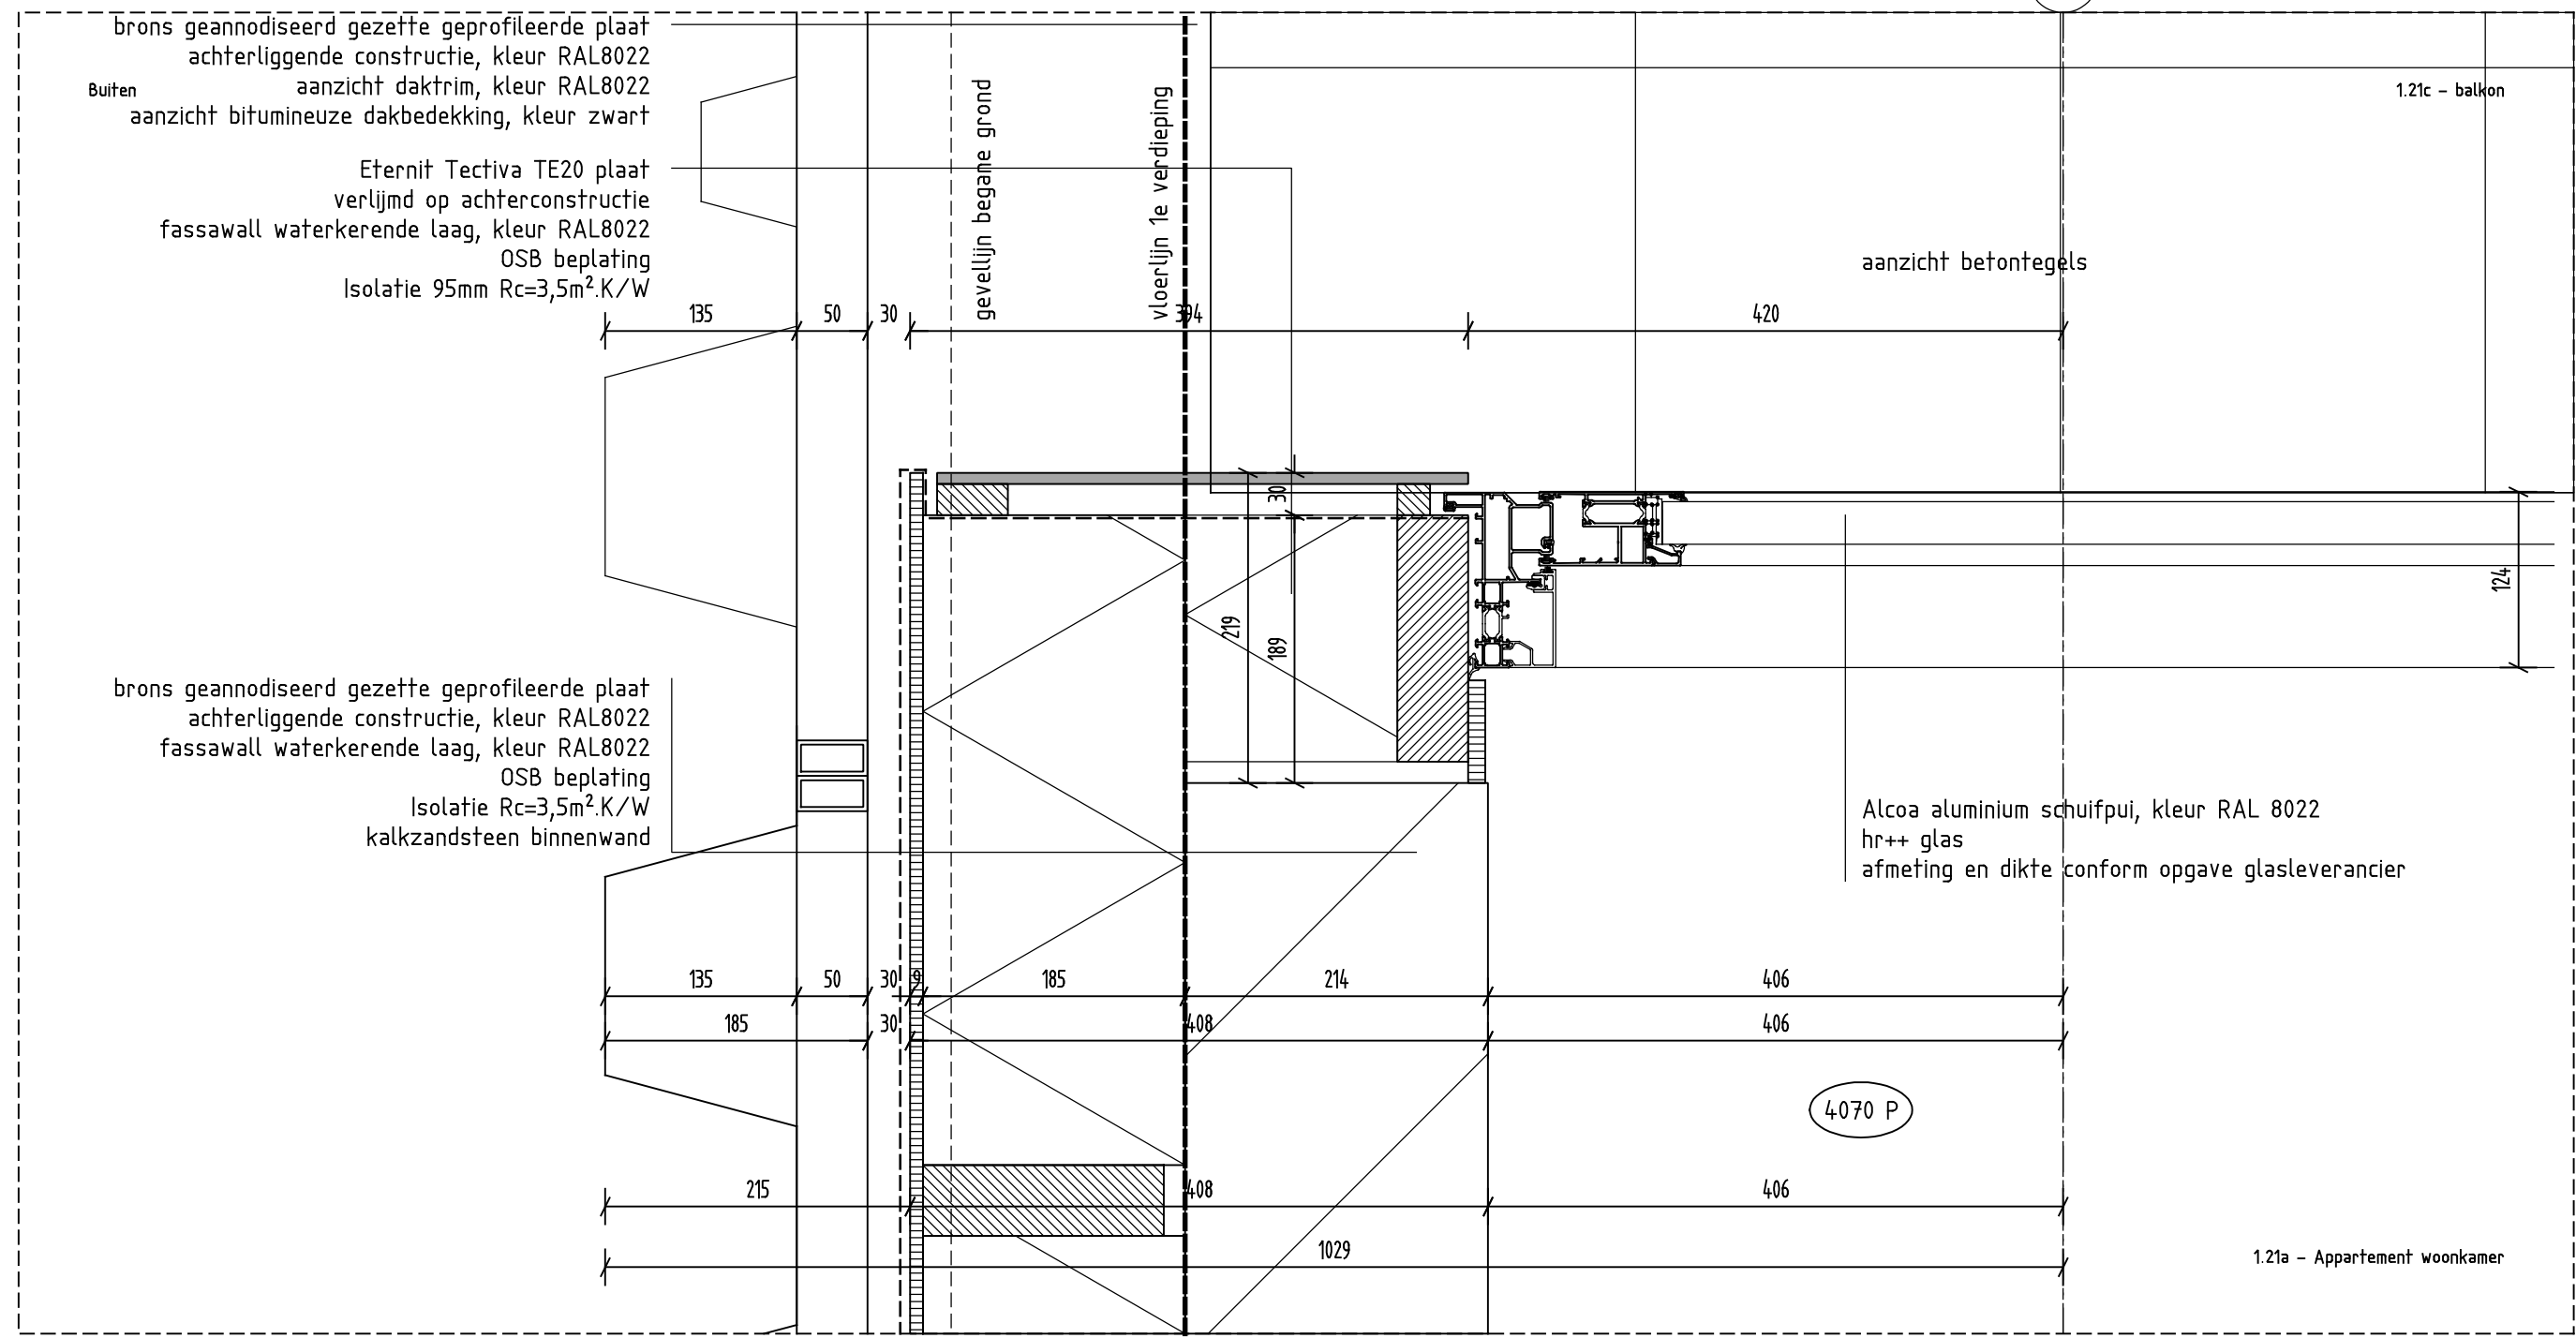 brons geannodiseerd gezette geprofileerde plaat
achterliggende constructie, kleur RAL8022
Buiten
aanzicht daktrim, kleur RAL8022
aanzicht bitumineuze dakbedekking, kleur zwart
1.21c - balkon
gevellijn begane grond
vloerlijn 1e verdieping
Eternit Tectiva TE20 plaat
verlijmd op achterconstructie
fassawall waterkerende laag, kleur RAL8022
OSB beplating
Isolatie 95mm Rc=3,5m².K/W
aanzicht betontegels
135 50 30 394 420
30
219
189
124
brons geannodiseerd gezette geprofileerde plaat
achterliggende constructie, kleur RAL8022
fassawall waterkerende laag, kleur RAL8022
OSB beplating
Isolatie Rc=3,5m².K/W
kalkzandsteen binnenwand
Alcoa aluminium schuifpui, kleur RAL 8022
hr++ glas
afmeting en dikte conform opgave glasleverancier
135 50 30 9 185 214 406
185 30 408 406
4070 P
215 408 406
1029
1.21a - Appartement woonkamer